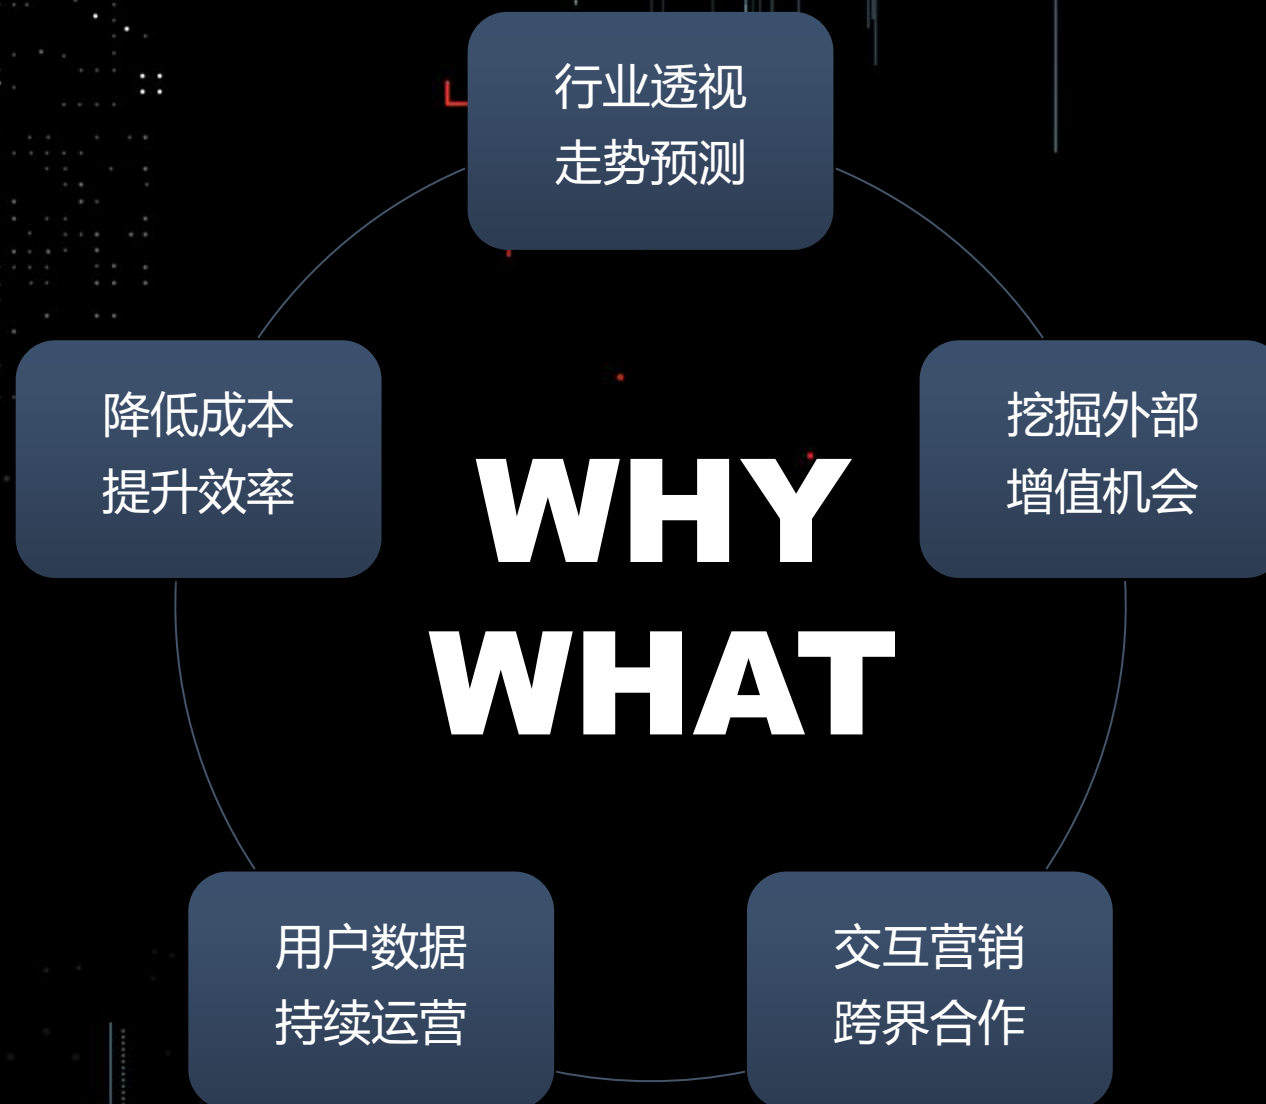 行业透视
走势预测
降低成本
提升效率
挖掘外部
增值机会
WHY
WHAT
用户数据
持续运营
交互营销
跨界合作